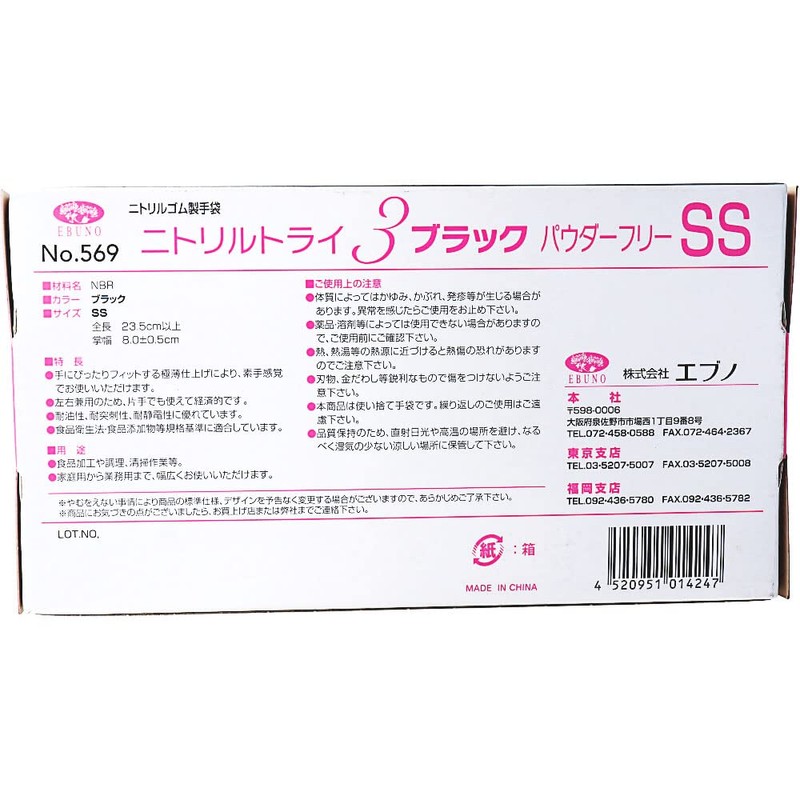 EBUNO
No.569
ニトリルゴム製手袋
ニトリルトライ3ブラック パウダーフリー SS
■材料名 NBR
■カラー ブラック
■サイズ SS
全長 23.5cm以上
掌幅 8.0±0.5cm
■特長
●手にぴったりフィットする極薄仕上げにより、素手感覚
でお使いいただけます。
●左右兼用のため、片手でも使えて経済的です。
●耐油性、耐突刺性、耐静電性に優れています。
●食品衛生法・食品添加物等規格基準に適合しています。
■用途
●食品加工や調理、清掃作業等。
●家庭用から業務用まで、幅広くお使いいただけます。
■ご使用上の注意
●体質によってはかゆみ、かぶれ、発疹等が生じる場合が
あります。異常を感じたらご使用をお止め下さい。
●薬品・溶剤等によっては使用できない場合がありますの
で、ご使用前にご確認下さい。
●熱、熱湯等の熱源に近づけると熱傷の恐れがあります
のでご注意下さい。
●刃物、金だわし等鋭利なもので傷をつけないようご注
意下さい。
●本商品は使い捨て手袋です。繰り返しのご使用はご遠
慮下さい。
●品質保持のため、直射日光や高温の場所を避け、なる
べく湿気の少ない涼しい場所に保管して下さい。
EBUNO
株式会社 エブノ
本社
〒598-0006
大阪府泉佐野市市場西1丁目9番8号
TEL.072-458-0588 FAX.072-464-2367
東京支店
TEL.03-5207-5007 FAX.03-5207-5008
福岡支店
TEL.092-436-5780 FAX.092-436-5782
※やむをえない事情により商品の標準仕様、デザインを予告なく変更する場合がございますので、あらかじめご了承下さい。
※商品にお気づきの点がございましたら、お買上げ店または弊社までご連絡下さい。
LOT.NO.
紙:箱
MADE IN CHINA
4 520951 014247